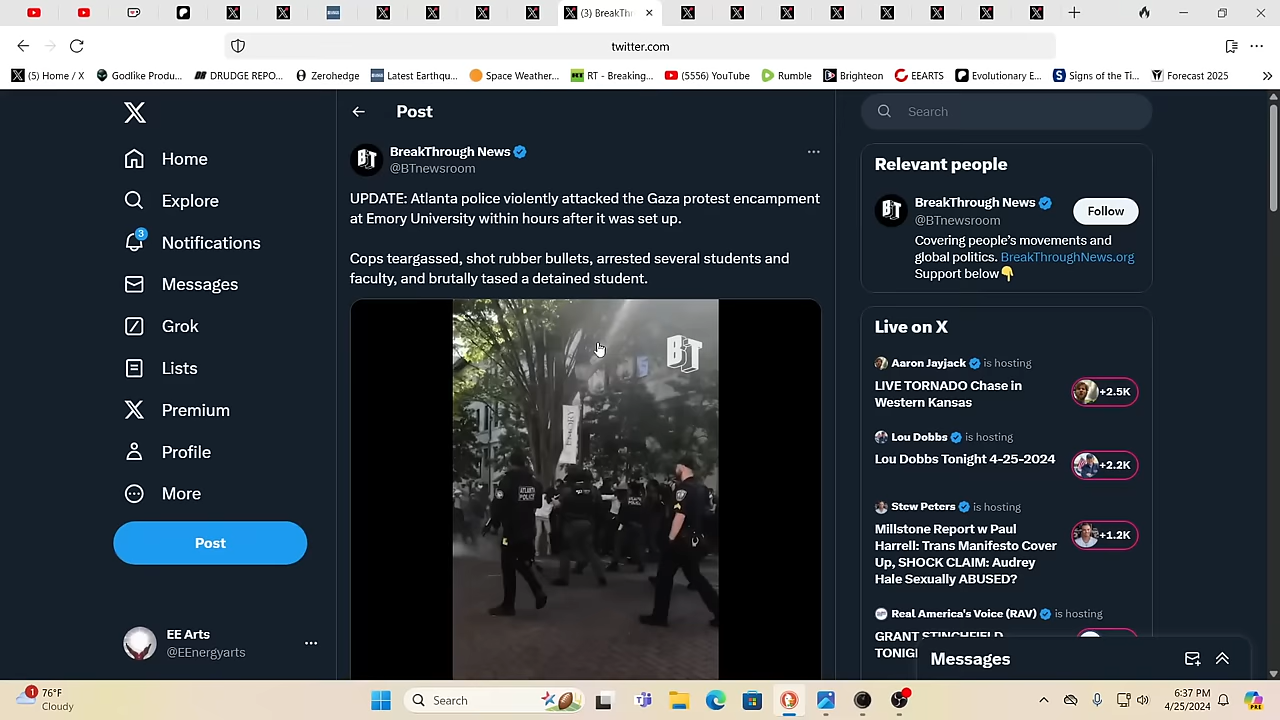 (3) BreakThr
twitter.com
(5) Home / X
Godlike Produ...
DRUDGE REPO...
Zerohedge
Latest Earthqu...
Space Weather...
RT - Breaking...
(5556) YouTube
Rumble
Brighteon
EEARTS
Evolutionary E...
Signs of the Ti...
Forecast 2025
Home
Explore
3
Notifications
Messages
Grok
Lists
Premium
Profile
More
Post
EE Arts
@EEnergyarts
Post
BreakThrough News
@BTnewsroom
UPDATE: Atlanta police violently attacked the Gaza protest encampment
at Emory University within hours after it was set up.
Cops teargassed, shot rubber bullets, arrested several students and
faculty, and brutally tased a detained student.
BT
EMORY
ATLANTA
POLICE
Search
Relevant people
BreakThrough News
@BTnewsroom
Follow
Covering people's movements and
global politics. BreakThroughNews.org
Support below👇
Live on X
Aaron Jayjack is hosting
LIVE TORNADO Chase in
Western Kansas
+2.5K
Lou Dobbs is hosting
Lou Dobbs Tonight 4-25-2024
+2.2K
Stew Peters is hosting
Millstone Report w Paul
Harrell: Trans Manifesto Cover
Up, SHOCK CLAIM: Audrey
Hale Sexually ABUSED?
+1.2K
Real America's Voice (RAV) is hosting
GRANT STINCHFIELD
Messages
1
76°F
Cloudy
Search
6:37 PM
4/25/2024